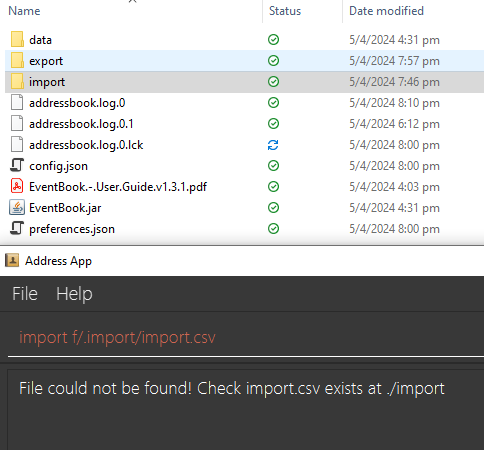 Name Status Date modified
data 5/4/2024 4:31 pm
export 5/4/2024 7:57 pm
import 5/4/2024 7:46 pm
addressbook.log.0 5/4/2024 8:10 pm
addressbook.log.0.1 5/4/2024 6:12 pm
addressbook.log.0.lck 5/4/2024 8:00 pm
config.json 5/4/2024 8:00 pm
EventBook.-.User.Guide.v1.3.1.pdf 5/4/2024 4:03 pm
EventBook.jar 5/4/2024 4:31 pm
preferences.json 5/4/2024 8:00 pm
Address App
File Help
import f/.import/import.csv
File could not be found! Check import.csv exists at ./import